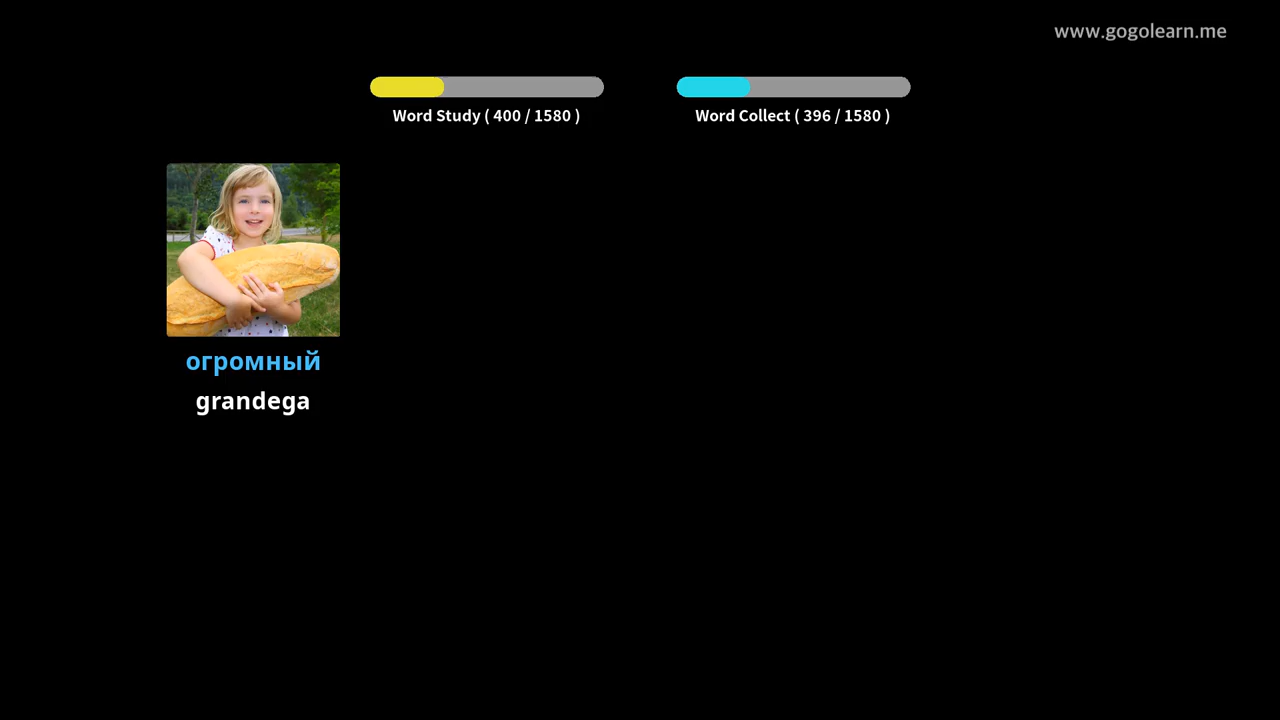 www.gogolearn.me
Word Study ( 400 / 1580 )
Word Collect ( 396 / 1580 )
огромный
grandega